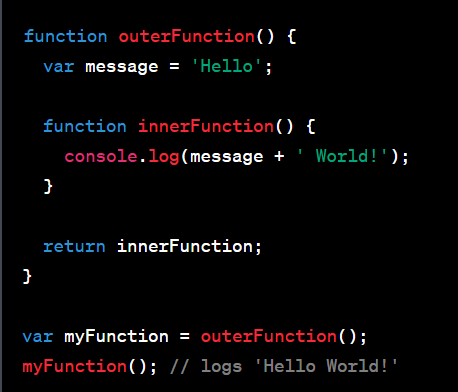 function outerFunction() {
  var message = 'Hello';

  function innerFunction() {
    console.log(message + ' World!');
  }

  return innerFunction;
}

var myFunction = outerFunction();
myFunction(); // logs 'Hello World!'